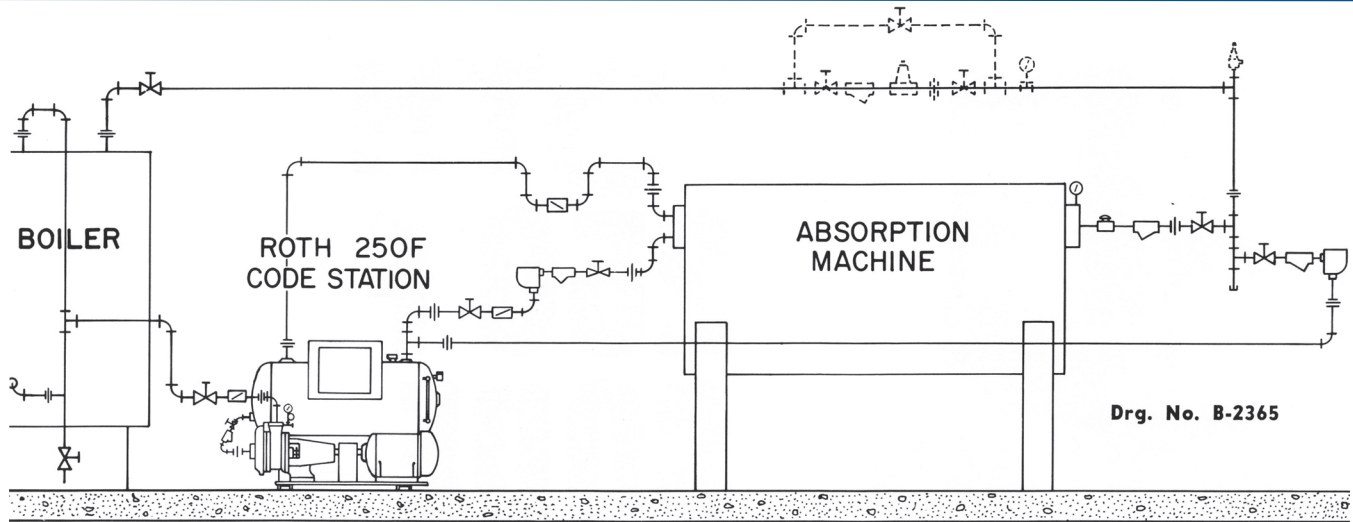 BOILER
ROTH 250F
CODE STATION
ABSORPTION
MACHINE
Drg. No. B-2365